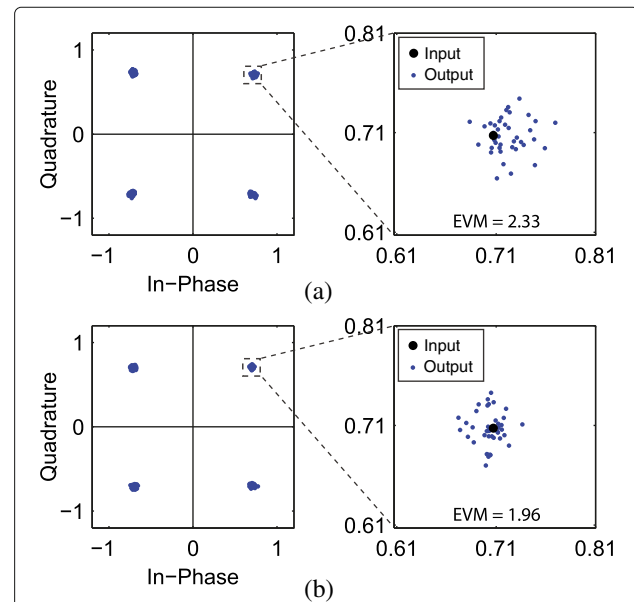 1
0
−1
Quadrature
−1
0
1
In−Phase
0.81
0.71
0.61
Input
Output
EVM = 2.33
0.61
0.71
0.81
(a)
1
0
−1
Quadrature
−1
0
1
In−Phase
0.81
0.71
0.61
Input
Output
EVM = 1.96
0.61
0.71
0.81
(b)